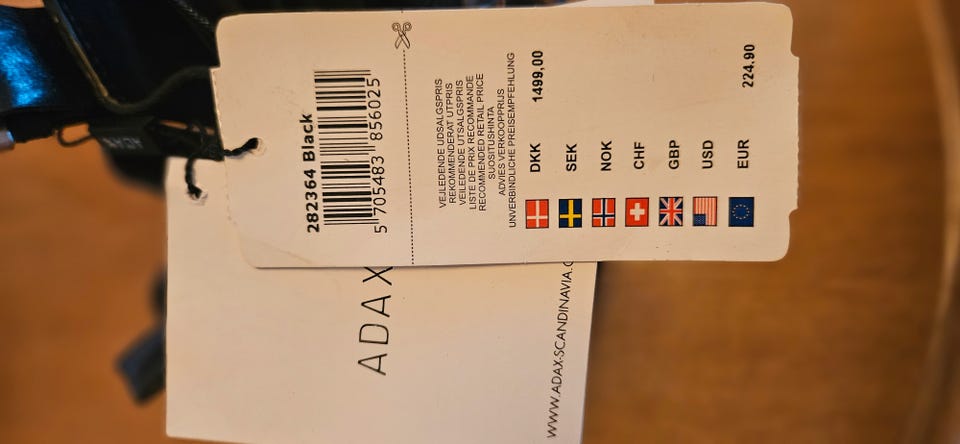 282364 Black
5 705483 856025
VEJLEDENDE UDSALGSPRIS
REKOMMENDERAT UTPRIS
VEILEDENDE UTSALGSPRIS
LISTE DE PRIX RECOMMANDE
RECOMMENDED RETAIL PRICE
SUOSITUSHINTA
ADVIES VERKOOPPRIJS
UNVERBINDLICHE PREISEMPFEHLUNG
DKK 1499,00
SEK
NOK
CHF
GBP
USD
EUR 224.90
ADAX
WWW.ADAX-SCANDINAVIA.C